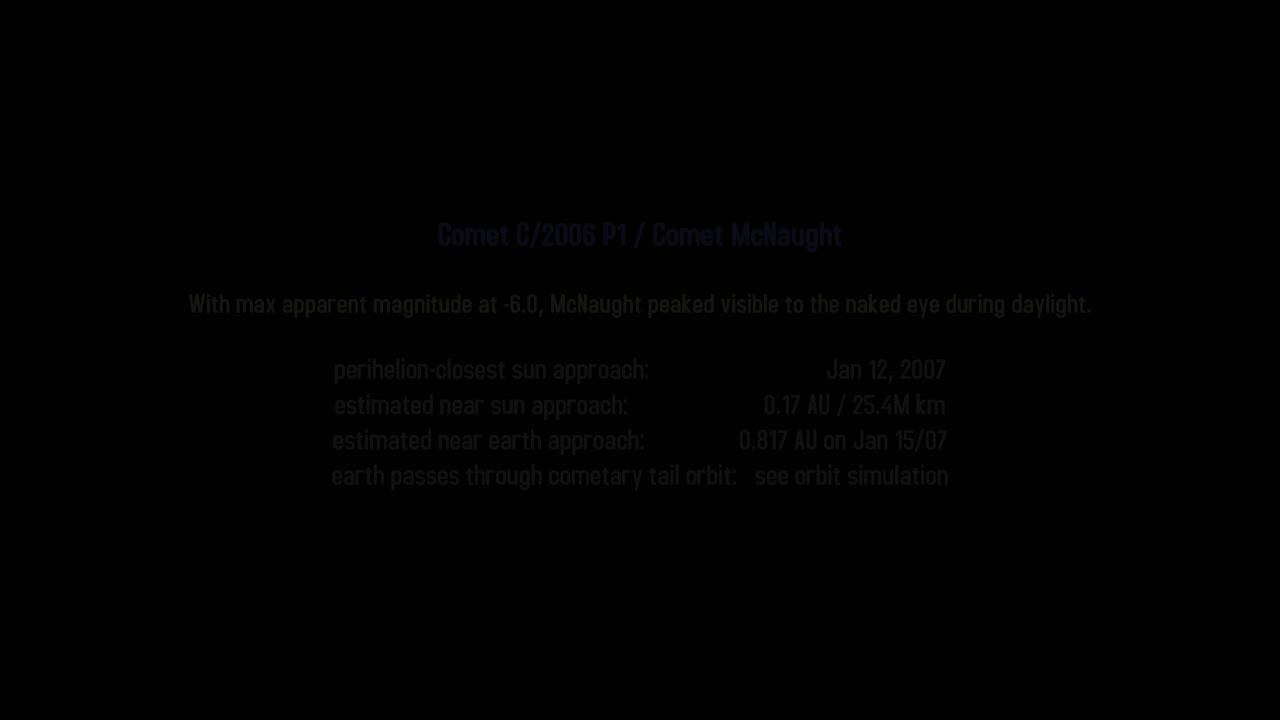 Comet C/2006 P1 / Comet McNaught
With max apparent magnitude at -6.0, McNaught peaked visible to the naked eye during daylight.
perihelion-closest sun approach: Jan 12, 2007
estimated near sun approach: 0.17 AU / 25.4M km
estimated near earth approach: 0.817 AU on Jan 15/07
earth passes through cometary tail orbit: see orbit simulation